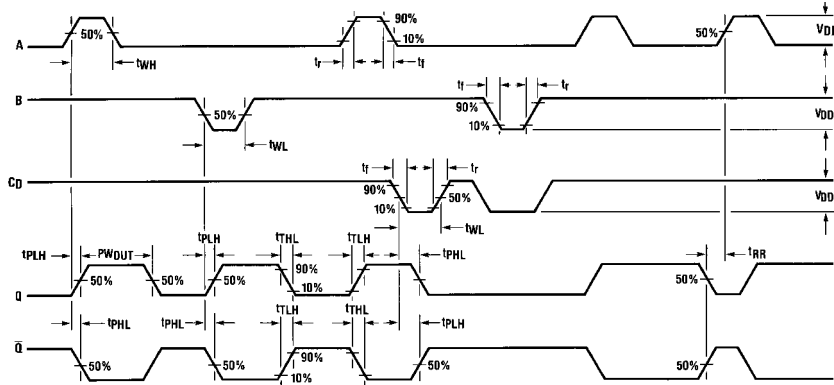 A 50% 90% 10% 50% VDD
tWH tr tf
B 50% tf tr 90% 10% VDD
tWL
CD tf tr 90% 50% 10% VDD
tWL
tPLH PWOUT tPLH tTHL tTLH tPHL tRR
Q 50% 50% 50% 90% 10% 50% 50%
tPHL tPHL tTLH tTHL tPLH
Q̅ 50% 50% 90% 10% 50% 50%